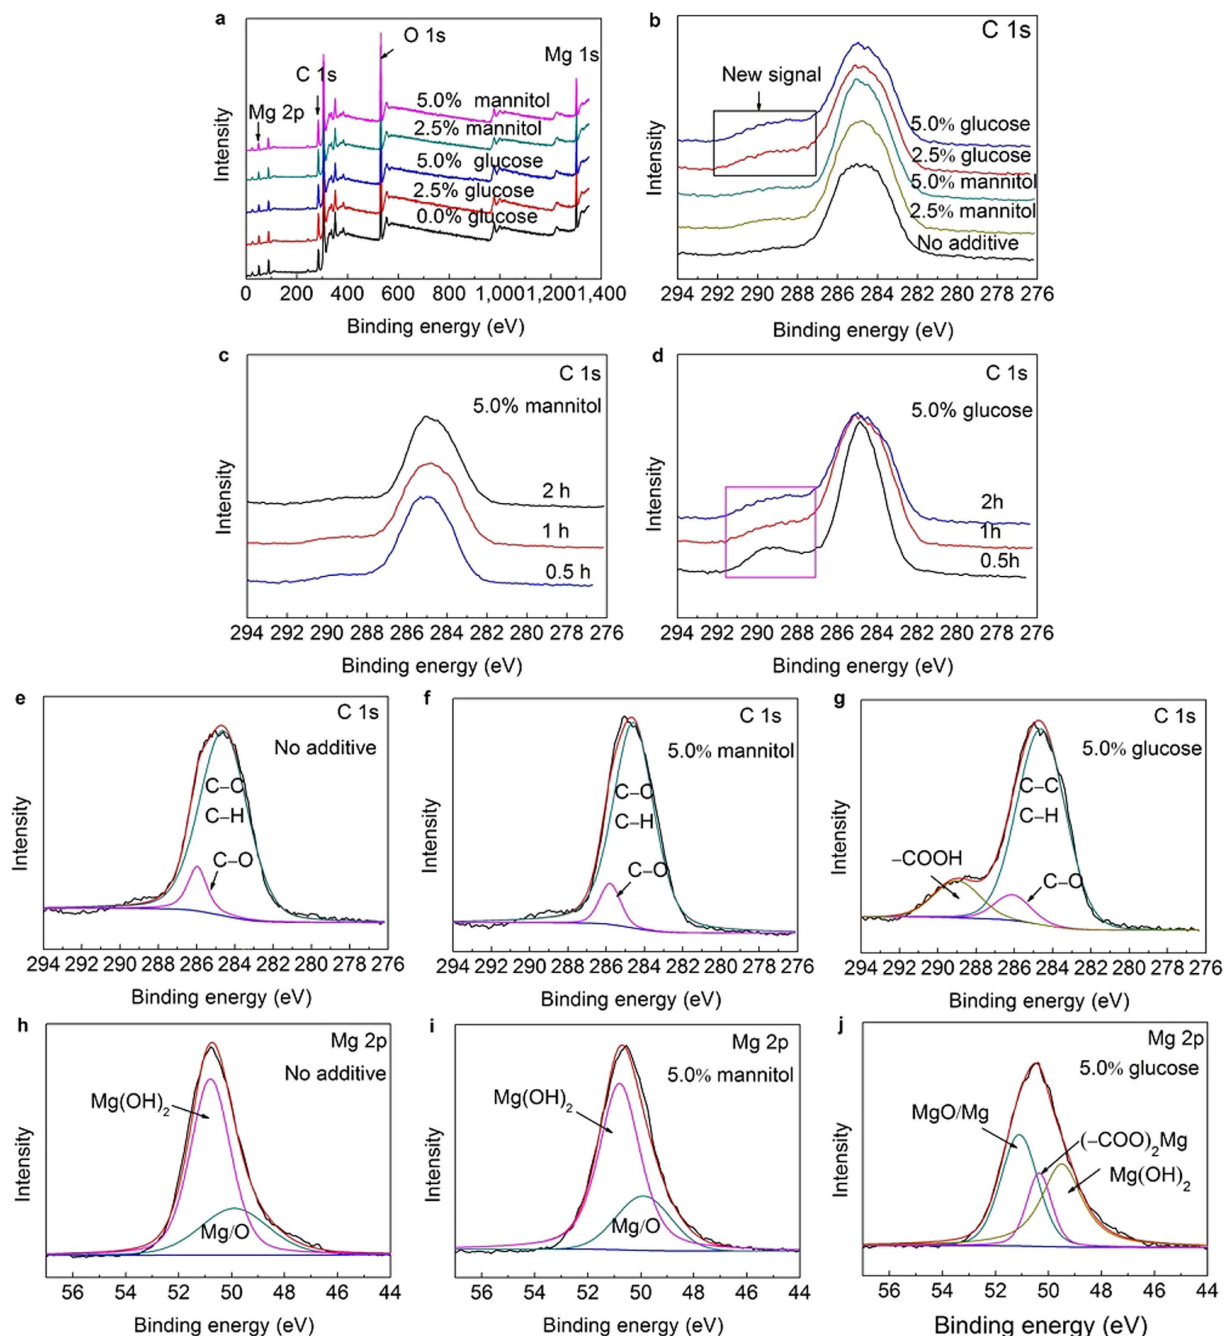 a
O 1s
Mg 1s
C 1s
Mg 2p
5.0% mannitol
2.5% mannitol
5.0% glucose
2.5% glucose
0.0% glucose
Intensity
0 200 400 600 800 1,000 1,200 1,400
Binding energy (eV)
b
C 1s
New signal
5.0% glucose
2.5% glucose
5.0% mannitol
2.5% mannitol
No additive
Intensity
294 292 290 288 286 284 282 280 278 276
Binding energy (eV)
c
C 1s
5.0% mannitol
2 h
1 h
0.5 h
Intensity
294 292 290 288 286 284 282 280 278 276
Binding energy (eV)
d
C 1s
5.0% glucose
2h
1h
0.5h
Intensity
294 292 290 288 286 284 282 280 278 276
Binding energy (eV)
e
C 1s
No additive
C–C
C–H
C–O
Intensity
294 292 290 288 286 284 282 280 278 276
Binding energy (eV)
f
C 1s
5.0% mannitol
C–C
C–H
C–O
Intensity
294 292 290 288 286 284 282 280 278 276
Binding energy (eV)
g
C 1s
5.0% glucose
C–C
C–H
–COOH
C–O
Intensity
294 292 290 288 286 284 282 280 278 276
Binding energy (eV)
h
Mg 2p
No additive
Mg(OH)₂
Mg/O
Intensity
56 54 52 50 48 46 44
Binding energy (eV)
i
Mg 2p
5.0% mannitol
Mg(OH)₂
Mg/O
Intensity
56 54 52 50 48 46 44
Binding energy (eV)
j
Mg 2p
5.0% glucose
MgO/Mg
(–COO)₂Mg
Mg(OH)₂
Intensity
56 54 52 50 48 46 44
Binding energy (eV)